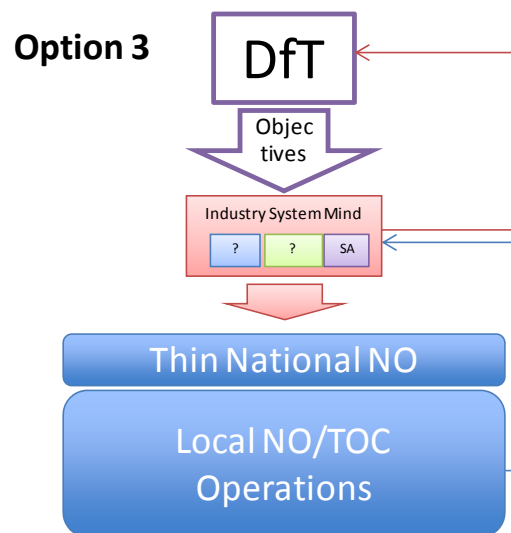 Option 3
DfT
Objec
tives
Industry System Mind
? ? SA
Thin National NO
Local NO/TOC
Operations